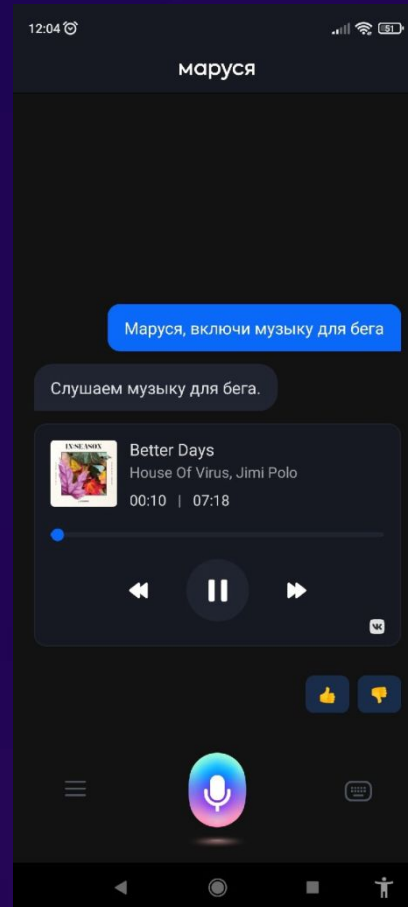 12:04
51
маруся
Маруся, включи музыку для бега
Слушаем музыку для бега.
IX SEASON
Better Days
House Of Virus, Jimi Polo
00:10 | 07:18